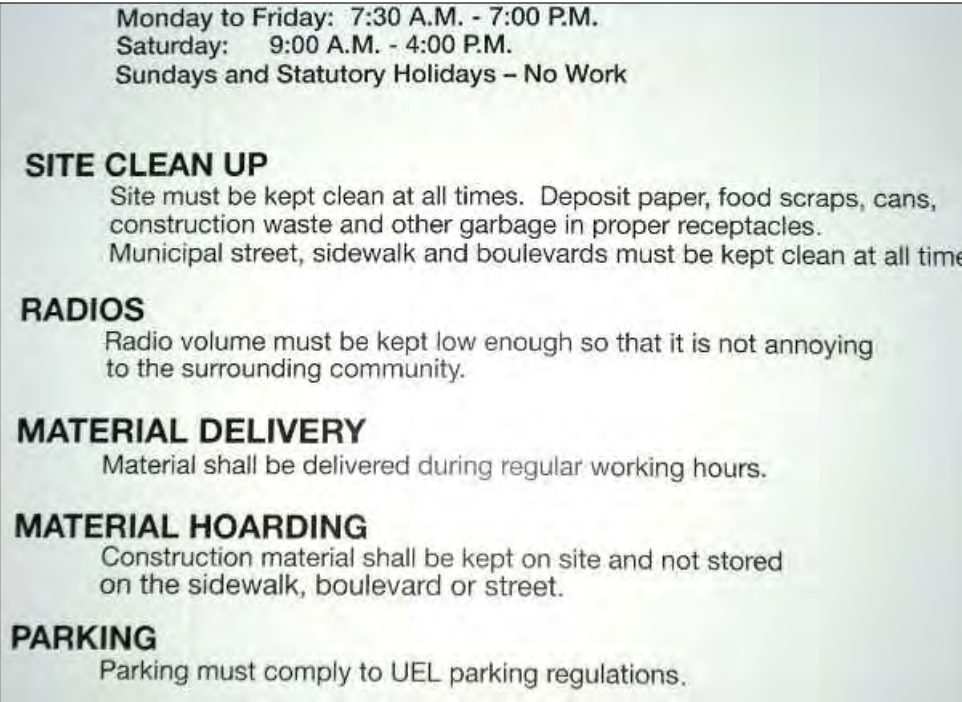 Monday to Friday: 7:30 A.M. - 7:00 P.M.
Saturday: 9:00 A.M. - 4:00 P.M.
Sundays and Statutory Holidays – No Work
SITE CLEAN UP
Site must be kept clean at all times. Deposit paper, food scraps, cans,
construction waste and other garbage in proper receptacles.
Municipal street, sidewalk and boulevards must be kept clean at all time
RADIOS
Radio volume must be kept low enough so that it is not annoying
to the surrounding community.
MATERIAL DELIVERY
Material shall be delivered during regular working hours.
MATERIAL HOARDING
Construction material shall be kept on site and not stored
on the sidewalk, boulevard or street.
PARKING
Parking must comply to UEL parking regulations.